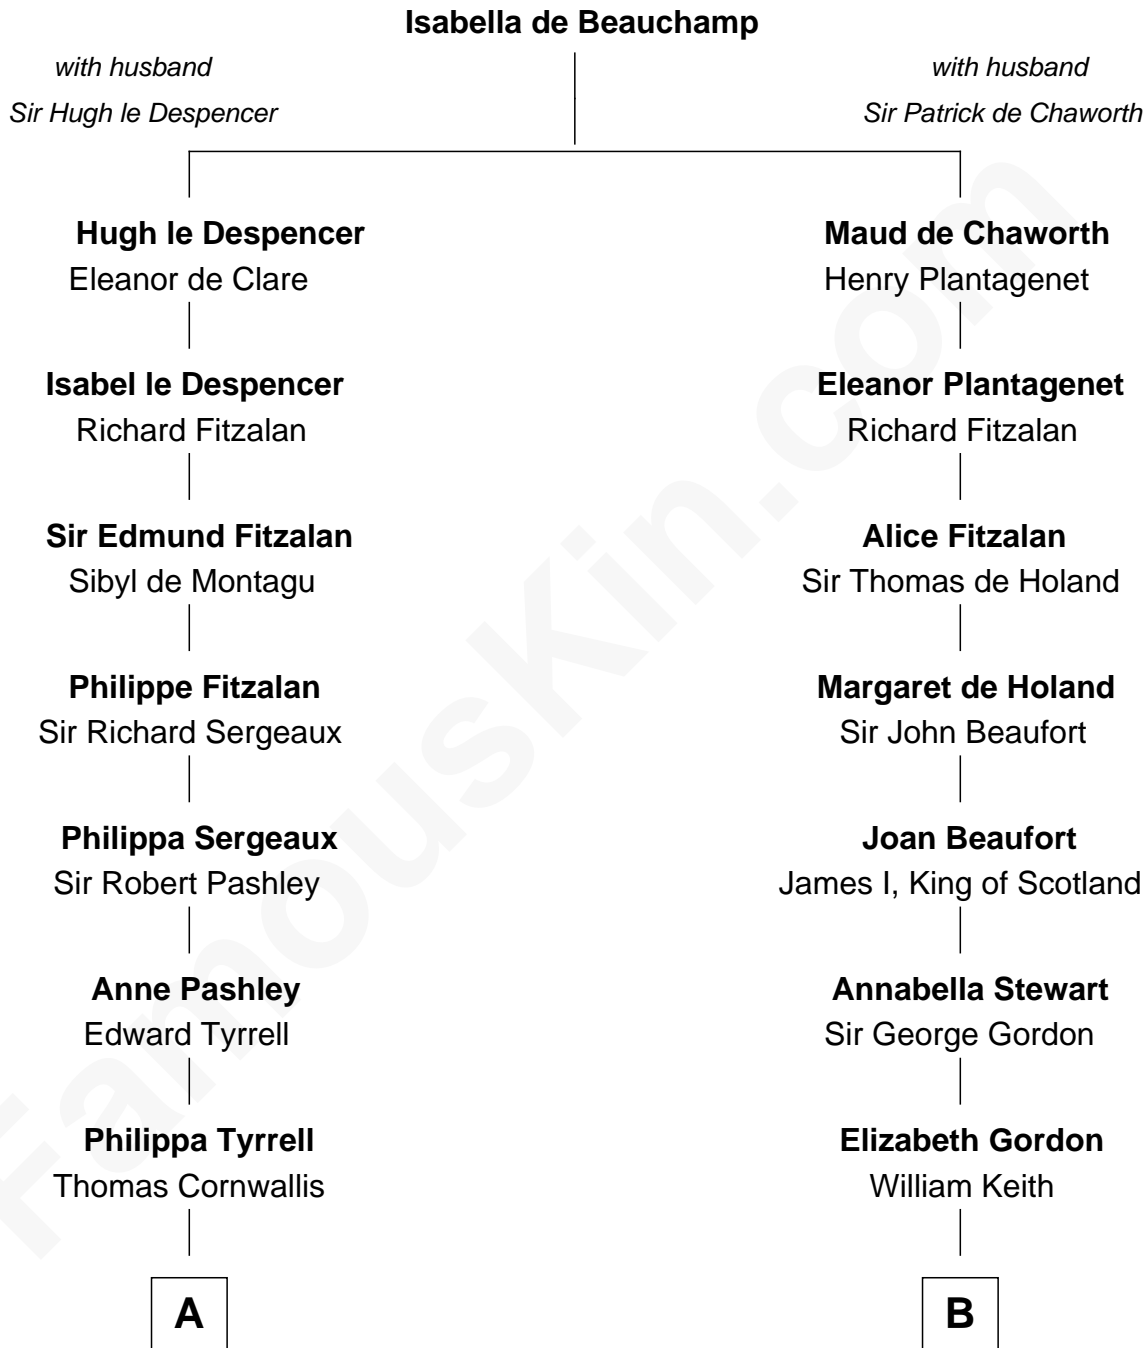 Isabella de Beauchamp
with husband
Sir Hugh le Despencer
with husband
Sir Patrick de Chaworth
Hugh le Despencer
Eleanor de Clare
Maud de Chaworth
Henry Plantagenet
Isabel le Despencer
Richard Fitzalan
Eleanor Plantagenet
Richard Fitzalan
Sir Edmund Fitzalan
Sibyl de Montagu
Alice Fitzalan
Sir Thomas de Holand
Philippe Fitzalan
Sir Richard Sergeaux
Margaret de Holand
Sir John Beaufort
Philippa Sergeaux
Sir Robert Pashley
Joan Beaufort
James I, King of Scotland
Anne Pashley
Edward Tyrrell
Annabella Stewart
Sir George Gordon
Philippa Tyrrell
Thomas Cornwallis
Elizabeth Gordon
William Keith
A
B
FamousKin.com